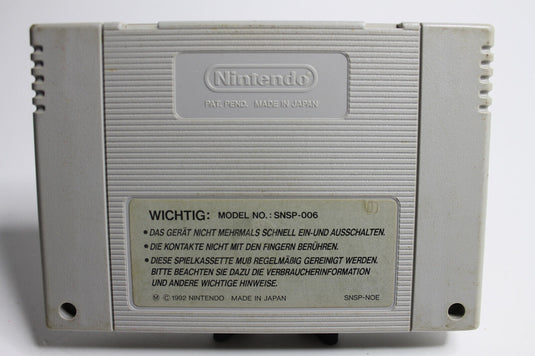 Nintendo
PAT. PEND. MADE IN JAPAN
WICHTIG: MODEL NO.: SNSP-006
• DAS GERÄT NICHT MEHRMALS SCHNELL EIN-UND AUSSCHALTEN.
• DIE KONTAKTE NICHT MIT DEN FINGERN BERÜHREN.
• DIESE SPIELKASSETTE MUß REGELMÄßIG GEREINIGT WERDEN.
BITTE BEACHTEN SIE DAZU DIE VERBRAUCHERINFORMATION
UND ANDERE WICHTIGE HINWEISE.
Ⓜ © 1992 NINTENDO MADE IN JAPAN SNSP-NOE